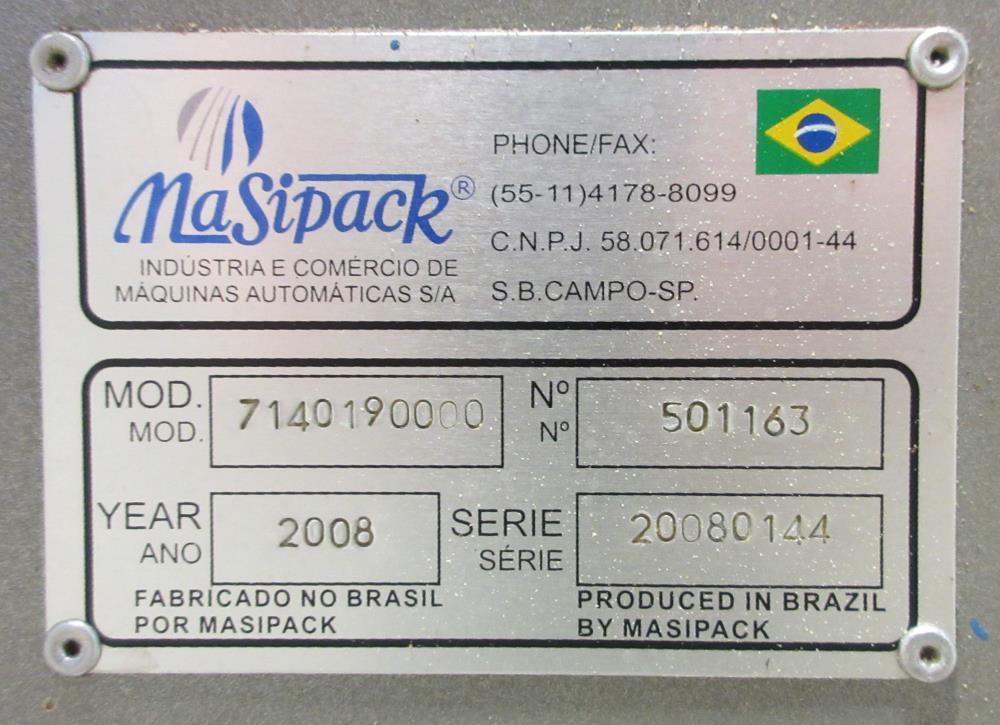 MaSipack®
INDÚSTRIA E COMÉRCIO DE
MÁQUINAS AUTOMÁTICAS S/A
PHONE/FAX:
(55-11)4178-8099
C.N.P.J. 58.071.614/0001-44
S.B.CAMPO-SP.
MOD. 7140190000
MOD.
Nº 501163
Nº
YEAR 2008
ANO
SERIE 20080144
SÉRIE
FABRICADO NO BRASIL
POR MASIPACK
PRODUCED IN BRAZIL
BY MASIPACK